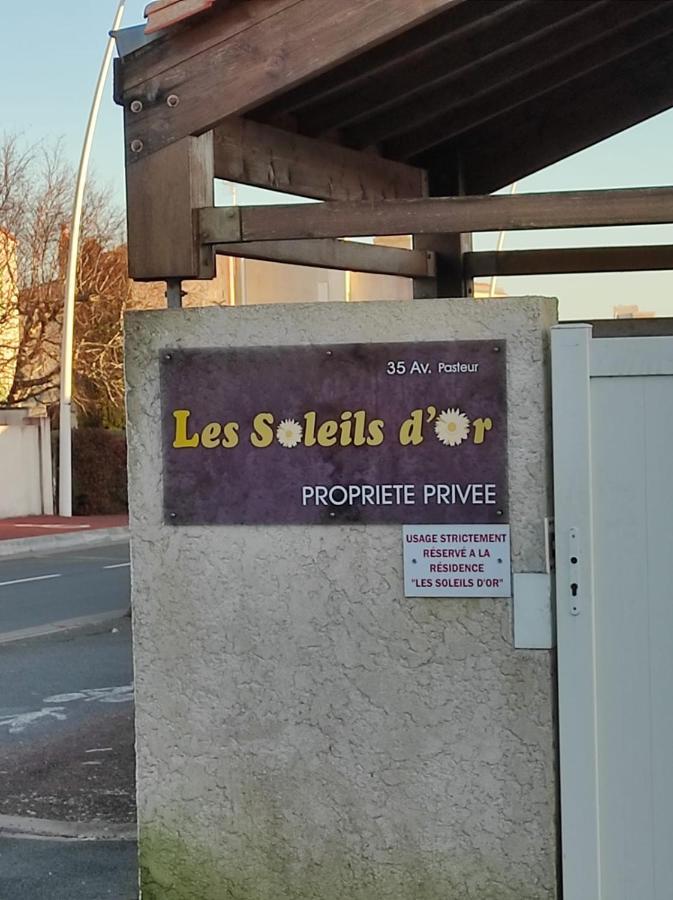 35 Av. Pasteur
Les Soleils d'Or
PROPRIETE PRIVEE
USAGE STRICTEMENT
RÉSERVÉ A LA
RÉSIDENCE
"LES SOLEILS D'OR"